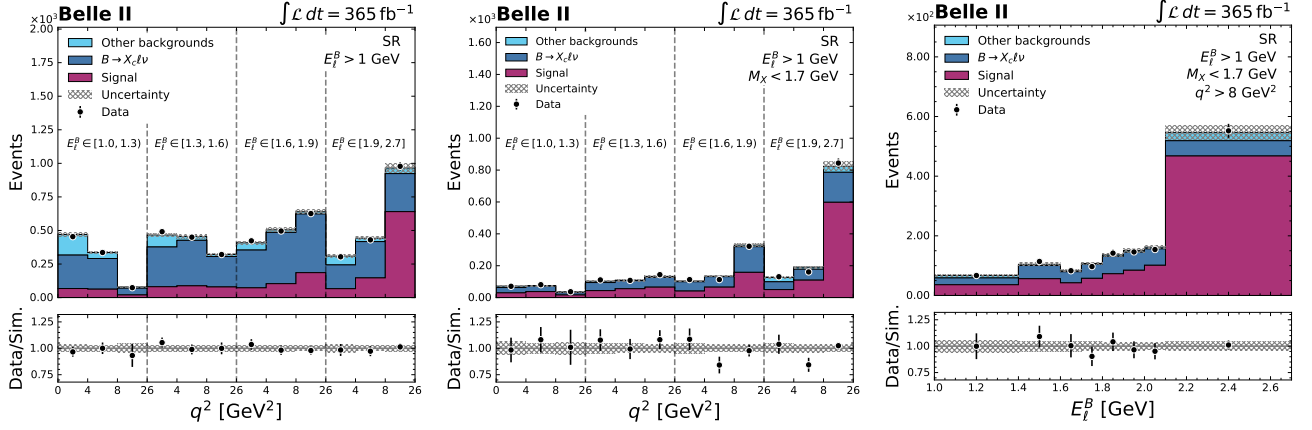 ×10³
Belle II
∫ℒ dt = 365 fb⁻¹
Other backgrounds
B → X_cℓν
Signal
Uncertainty
Data
SR
E_ℓ^B > 1 GeV
E_ℓ^B ∈ [1.0, 1.3)
E_ℓ^B ∈ [1.3, 1.6)
E_ℓ^B ∈ [1.6, 1.9)
E_ℓ^B ∈ [1.9, 2.7]
Events
2.00
1.75
1.50
1.25
1.00
0.75
0.50
0.25
0.00
Data/Sim.
1.25
1.00
0.75
0 4 8 26 4 8 26 4 8 26 4 8 26
q² [GeV²]
×10³
Belle II
∫ℒ dt = 365 fb⁻¹
Other backgrounds
B → X_cℓν
Signal
Uncertainty
Data
SR
E_ℓ^B > 1 GeV
M_X < 1.7 GeV
E_ℓ^B ∈ [1.0, 1.3)
E_ℓ^B ∈ [1.3, 1.6)
E_ℓ^B ∈ [1.6, 1.9)
E_ℓ^B ∈ [1.9, 2.7]
Events
1.60
1.40
1.20
1.00
0.80
0.60
0.40
0.20
0.00
Data/Sim.
1.25
1.00
0.75
0 4 8 26 4 8 26 4 8 26 4 8 26
q² [GeV²]
×10²
Belle II
∫ℒ dt = 365 fb⁻¹
Other backgrounds
B → X_cℓν
Signal
Uncertainty
Data
SR
E_ℓ^B > 1 GeV
M_X < 1.7 GeV
q² > 8 GeV²
Events
8.00
6.00
4.00
2.00
0.00
Data/Sim.
1.25
1.00
0.75
1.0 1.2 1.4 1.6 1.8 2.0 2.2 2.4 2.6
E_ℓ^B [GeV]